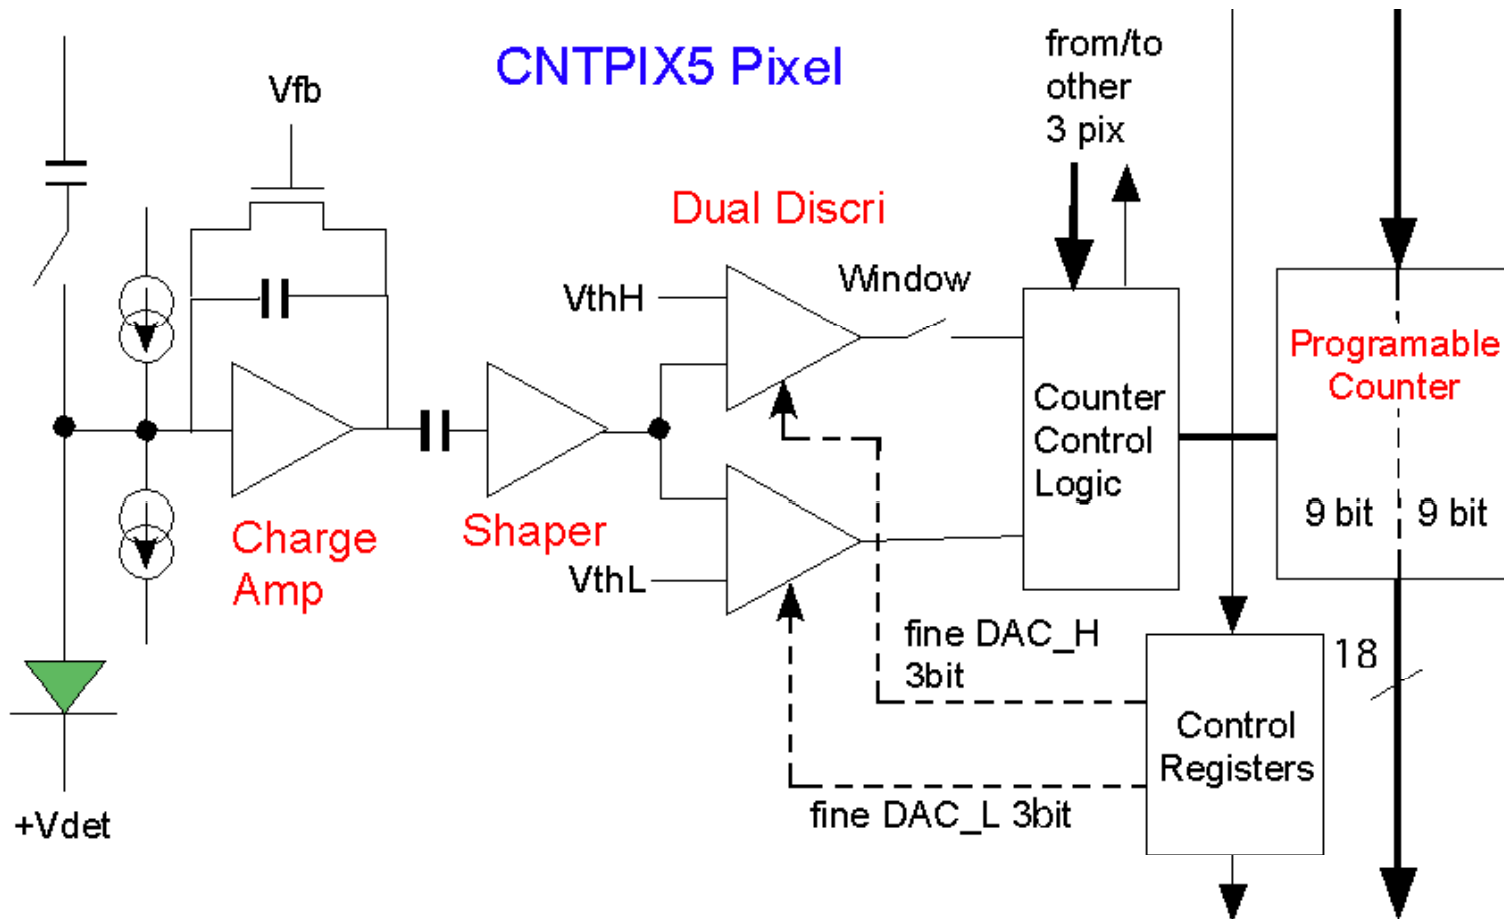 CNTPIX5 Pixel
from/to
other
3 pix
Vfb
Dual Discri
VthH
Window
Programable
Counter
Counter
Control
Logic
9 bit
9 bit
Charge
Amp
Shaper
VthL
fine DAC_H
3bit
18
Control
Registers
fine DAC_L 3bit
+Vdet